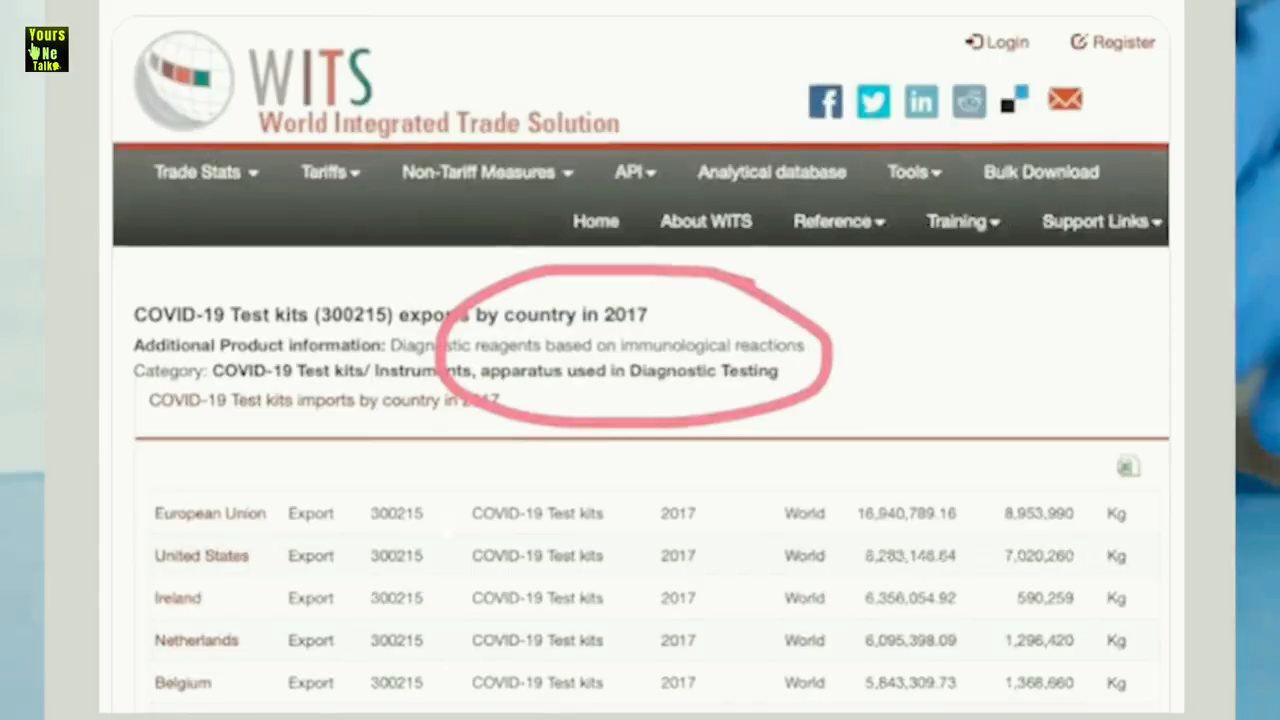 Yours
Ne
Talk
WITS
World Integrated Trade Solution
Login Register
Trade Stats Tariffs Non-Tariff Measures API Analytical database Tools Bulk Download
Home About WITS Reference Training Support Links
COVID-19 Test kits (300215) exports by country in 2017
Additional Product information: Diagnostic reagents based on immunological reactions
Category: COVID-19 Test kits/ Instruments, apparatus used in Diagnostic Testing
COVID-19 Test kits imports by country in 2017
European Union Export 300215 COVID-19 Test kits 2017 World 16,940,789.16 8,953,990 Kg
United States Export 300215 COVID-19 Test kits 2017 World 8,283,148.64 7,020,260 Kg
Ireland Export 300215 COVID-19 Test kits 2017 World 6,356,054.92 590,259 Kg
Netherlands Export 300215 COVID-19 Test kits 2017 World 6,095,398.09 1,296,420 Kg
Belgium Export 300215 COVID-19 Test kits 2017 World 5,843,309.73 1,368,660 Kg